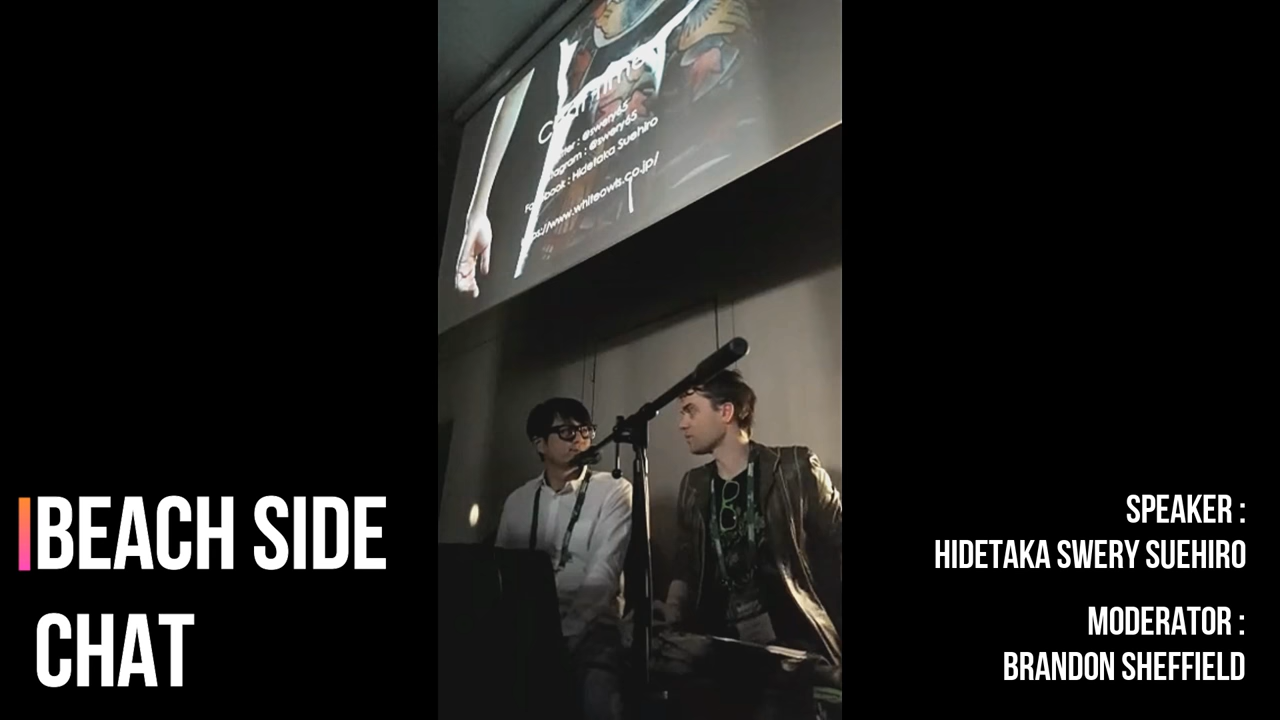 @swery65
@swery65
Hidetaka Suehiro
www.whiteowls.co.jp/
BEACH SIDE
CHAT
SPEAKER :
HIDETAKA SWERY SUEHIRO
MODERATOR :
BRANDON SHEFFIELD